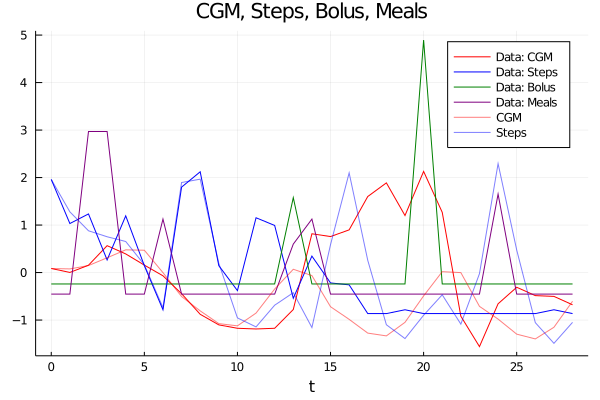 CGM, Steps, Bolus, Meals
5
4
3
2
1
0
−1
0
5
10
15
20
25
t
Data: CGM
Data: Steps
Data: Bolus
Data: Meals
CGM
Steps